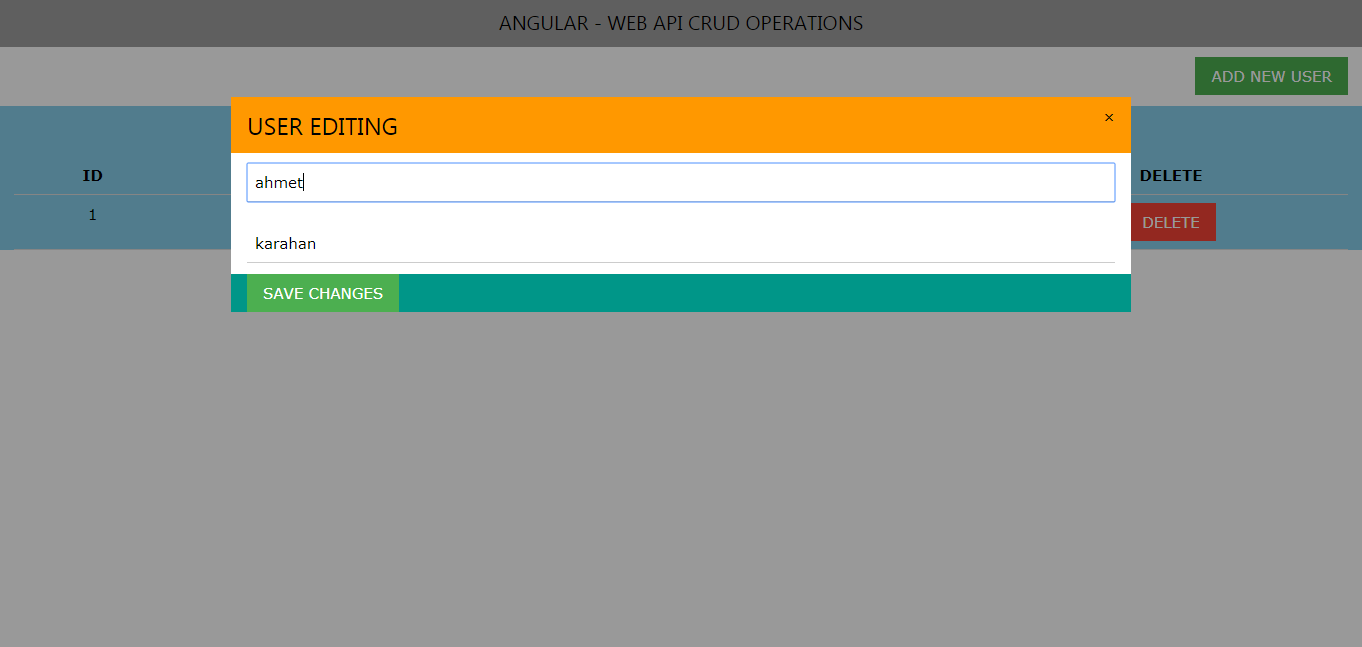 ANGULAR - WEB API CRUD OPERATIONS
ADD NEW USER
USER EDITING ×
ahmet
karahan
SAVE CHANGES
ID DELETE
1 DELETE